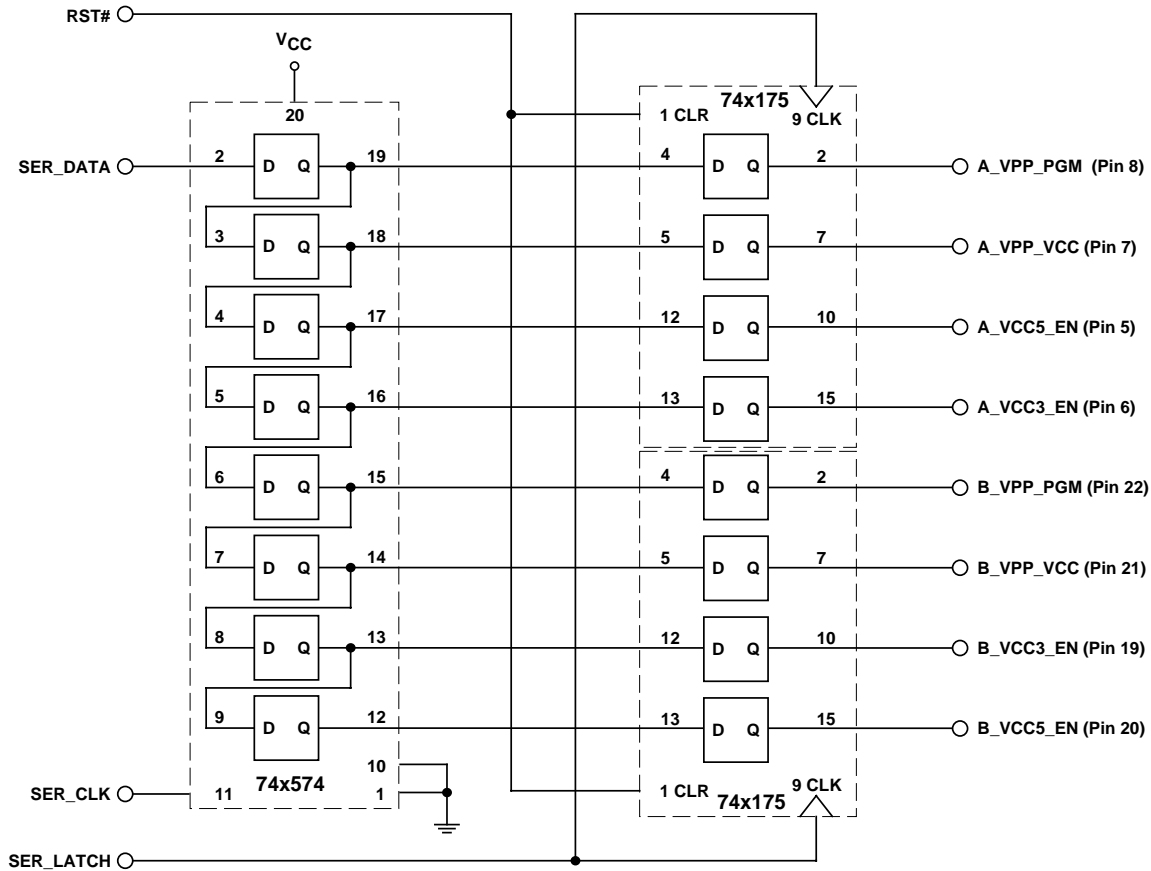 RST#
VCC
20
74x175
1 CLR
9 CLK
SER_DATA
2
D Q
19
4
D Q
2
A_VPP_PGM (Pin 8)
3
D Q
18
5
D Q
7
A_VPP_VCC (Pin 7)
4
D Q
17
12
D Q
10
A_VCC5_EN (Pin 5)
5
D Q
16
13
D Q
15
A_VCC3_EN (Pin 6)
6
D Q
15
4
D Q
2
B_VPP_PGM (Pin 22)
7
D Q
14
5
D Q
7
B_VPP_VCC (Pin 21)
8
D Q
13
12
D Q
10
B_VCC3_EN (Pin 19)
9
D Q
12
13
D Q
15
B_VCC5_EN (Pin 20)
10
74x574
SER_CLK
11
1
1 CLR
74x175
9 CLK
SER_LATCH